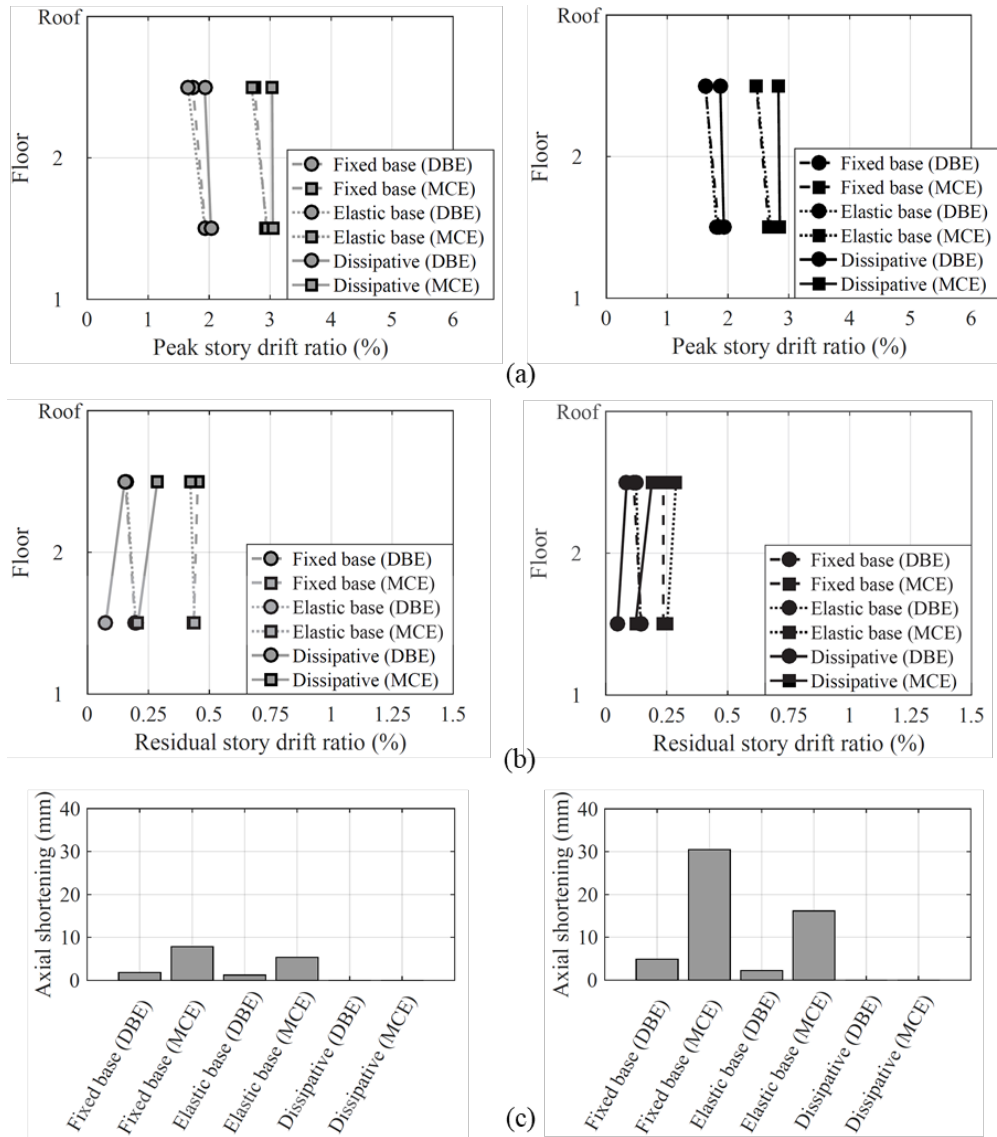 Roof
2
1
Floor
Fixed base (DBE)
Fixed base (MCE)
Elastic base (DBE)
Elastic base (MCE)
Dissipative (DBE)
Dissipative (MCE)
0 1 2 3 4 5 6
Peak story drift ratio (%)
Roof
2
1
Floor
Fixed base (DBE)
Fixed base (MCE)
Elastic base (DBE)
Elastic base (MCE)
Dissipative (DBE)
Dissipative (MCE)
0 1 2 3 4 5 6
Peak story drift ratio (%)
(a)
Roof
2
1
Floor
Fixed base (DBE)
Fixed base (MCE)
Elastic base (DBE)
Elastic base (MCE)
Dissipative (DBE)
Dissipative (MCE)
0 0.25 0.5 0.75 1 1.25 1.5
Residual story drift ratio (%)
Roof
2
1
Floor
Fixed base (DBE)
Fixed base (MCE)
Elastic base (DBE)
Elastic base (MCE)
Dissipative (DBE)
Dissipative (MCE)
0 0.25 0.5 0.75 1 1.25 1.5
Residual story drift ratio (%)
(b)
40
30
20
10
0
Axial shortening (mm)
Fixed base (DBE)
Fixed base (MCE)
Elastic base (DBE)
Elastic base (MCE)
Dissipative (DBE)
Dissipative (MCE)
40
30
20
10
0
Axial shortening (mm)
Fixed base (DBE)
Fixed base (MCE)
Elastic base (DBE)
Elastic base (MCE)
Dissipative (DBE)
Dissipative (MCE)
(c)